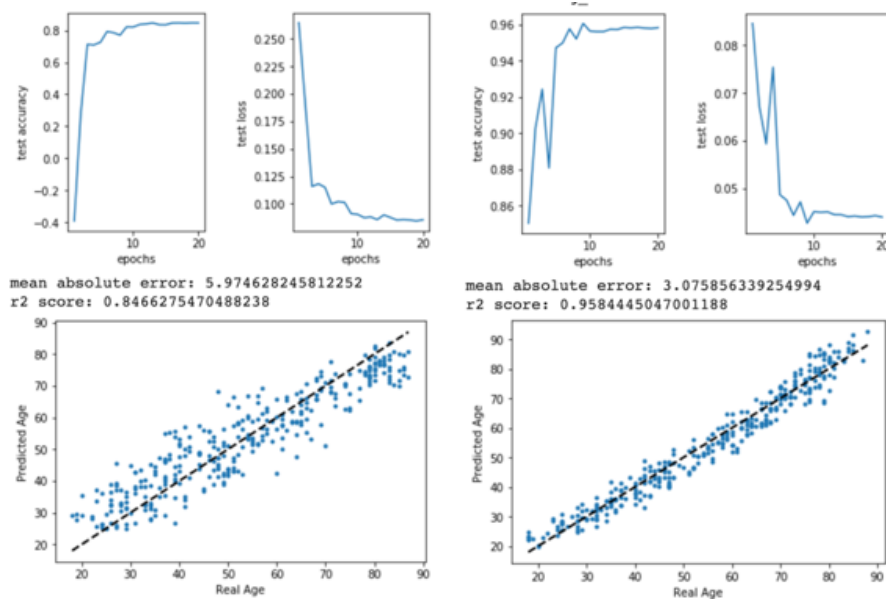 0.8
0.6
0.4
0.2
0.0
−0.2
−0.4
test accuracy
10
20
epochs
0.250
0.225
0.200
0.175
0.150
0.125
0.100
test loss
10
20
epochs
mean absolute error: 5.974628245812252
r2 score: 0.8466275470488238
90
80
70
60
50
40
30
20
Predicted Age
20 30 40 50 60 70 80 90
Real Age
0.96
0.94
0.92
0.90
0.88
0.86
test accuracy
0
10
20
epochs
0.08
0.07
0.06
0.05
test loss
10
20
epochs
mean absolute error: 3.075856339254994
r2 score: 0.9584445047001188
90
80
70
60
50
40
30
20
Predicted Age
20 30 40 50 60 70 80 90
Real Age